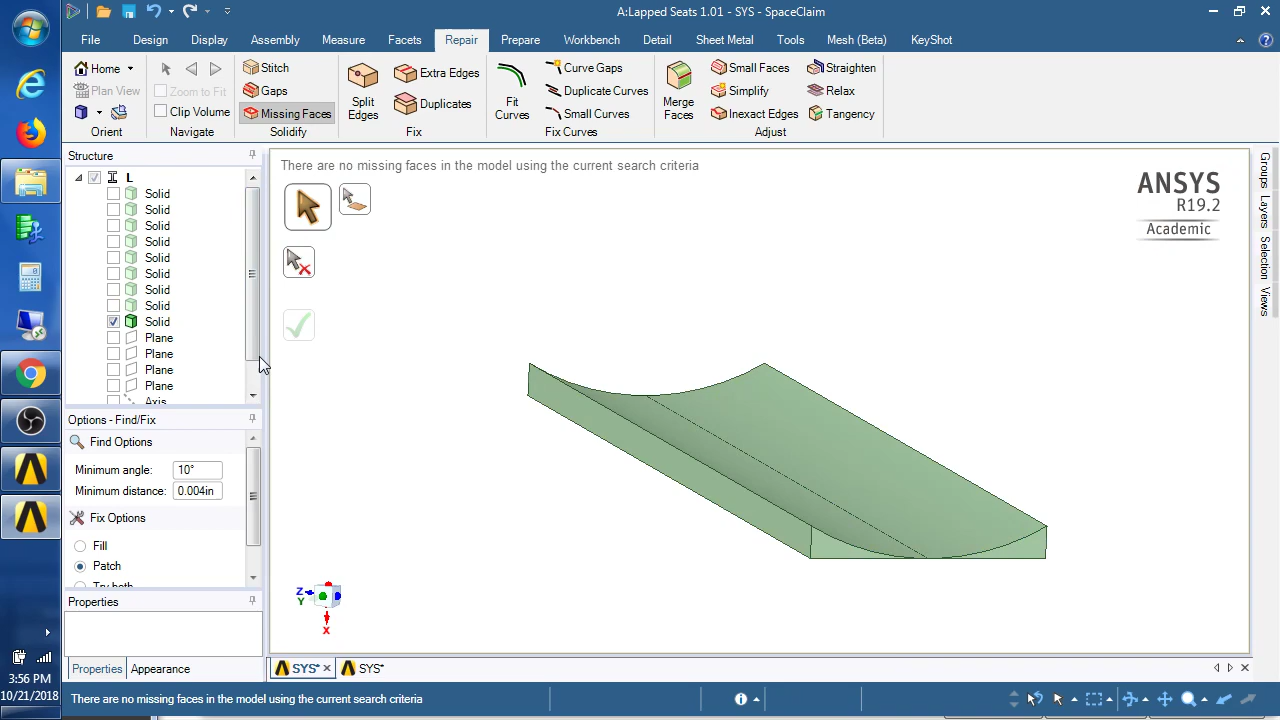 A:Lapped Seats 1.01 - SYS - SpaceClaim
File Design Display Assembly Measure Facets Repair Prepare Workbench Detail Sheet Metal Tools Mesh (Beta) KeyShot
Home
Plan View
Orient
Zoom to Fit
Clip Volume
Navigate
Stitch
Gaps
Missing Faces
Solidify
Split
Edges
Extra Edges
Duplicates
Fix
Fit
Curves
Curve Gaps
Duplicate Curves
Small Curves
Fix Curves
Merge
Faces
Small Faces
Simplify
Inexact Edges
Straighten
Relax
Tangency
Adjust
Structure
L
Solid
Solid
Solid
Solid
Solid
Solid
Solid
Solid
Solid
Plane
Plane
Plane
Plane
Axis
Options - Find/Fix
Find Options
Minimum angle: 10°
Minimum distance: 0.004in
Fix Options
Fill
Patch
Try both
Properties
Properties Appearance
There are no missing faces in the model using the current search criteria
ANSYS
R19.2
Academic
Z
Y
X
Groups
Layers
Selection
Views
SYS* SYS*
There are no missing faces in the model using the current search criteria
3:56 PM
10/21/2018